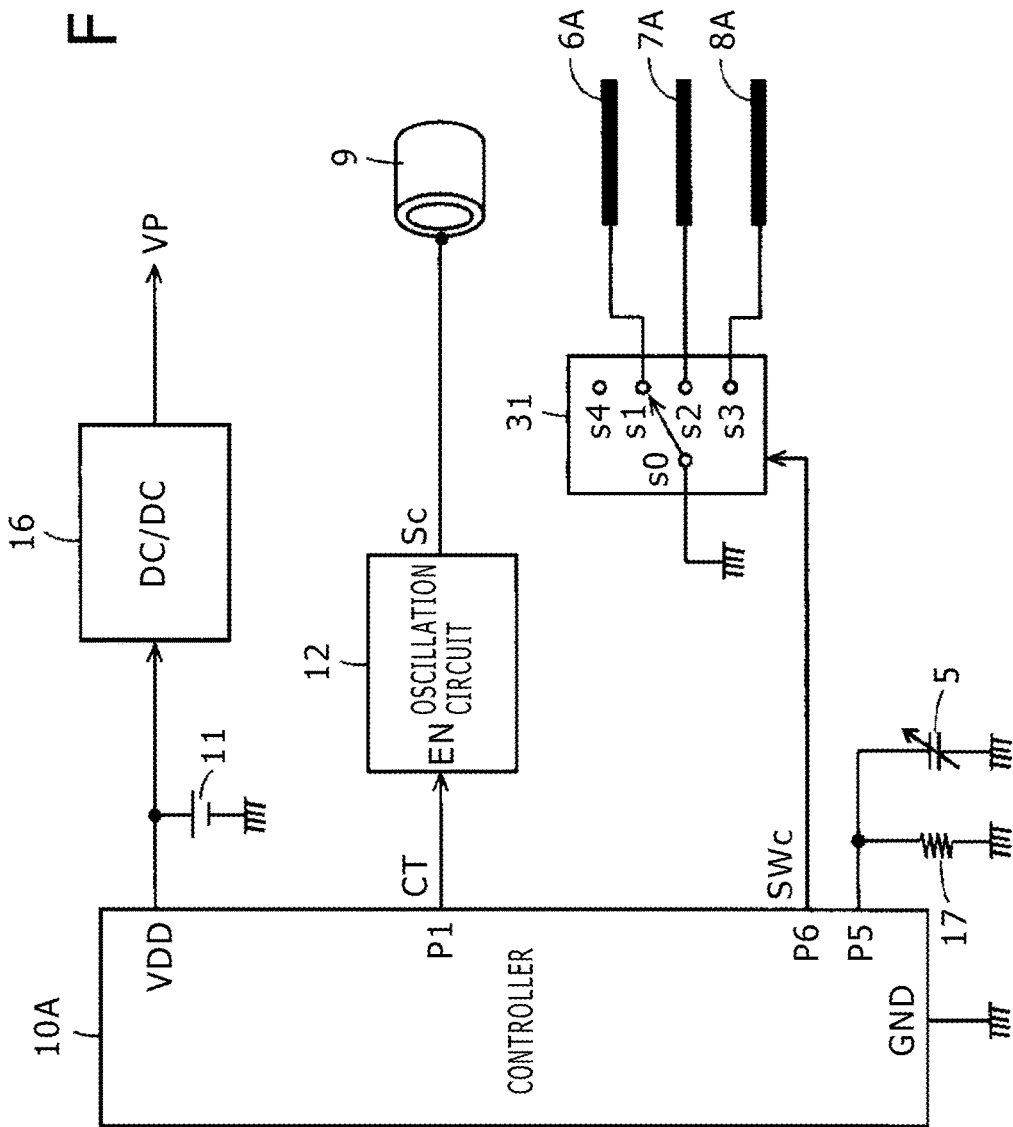 F
16
DC/DC
VP
11
10A
VDD
12
OSCILLATION
CIRCUIT
EN
Sc
9
CT
P1
CONTROLLER
31
s4
s1
s2
s3
s0
6A
7A
8A
SWc
P6
P5
GND
17
5